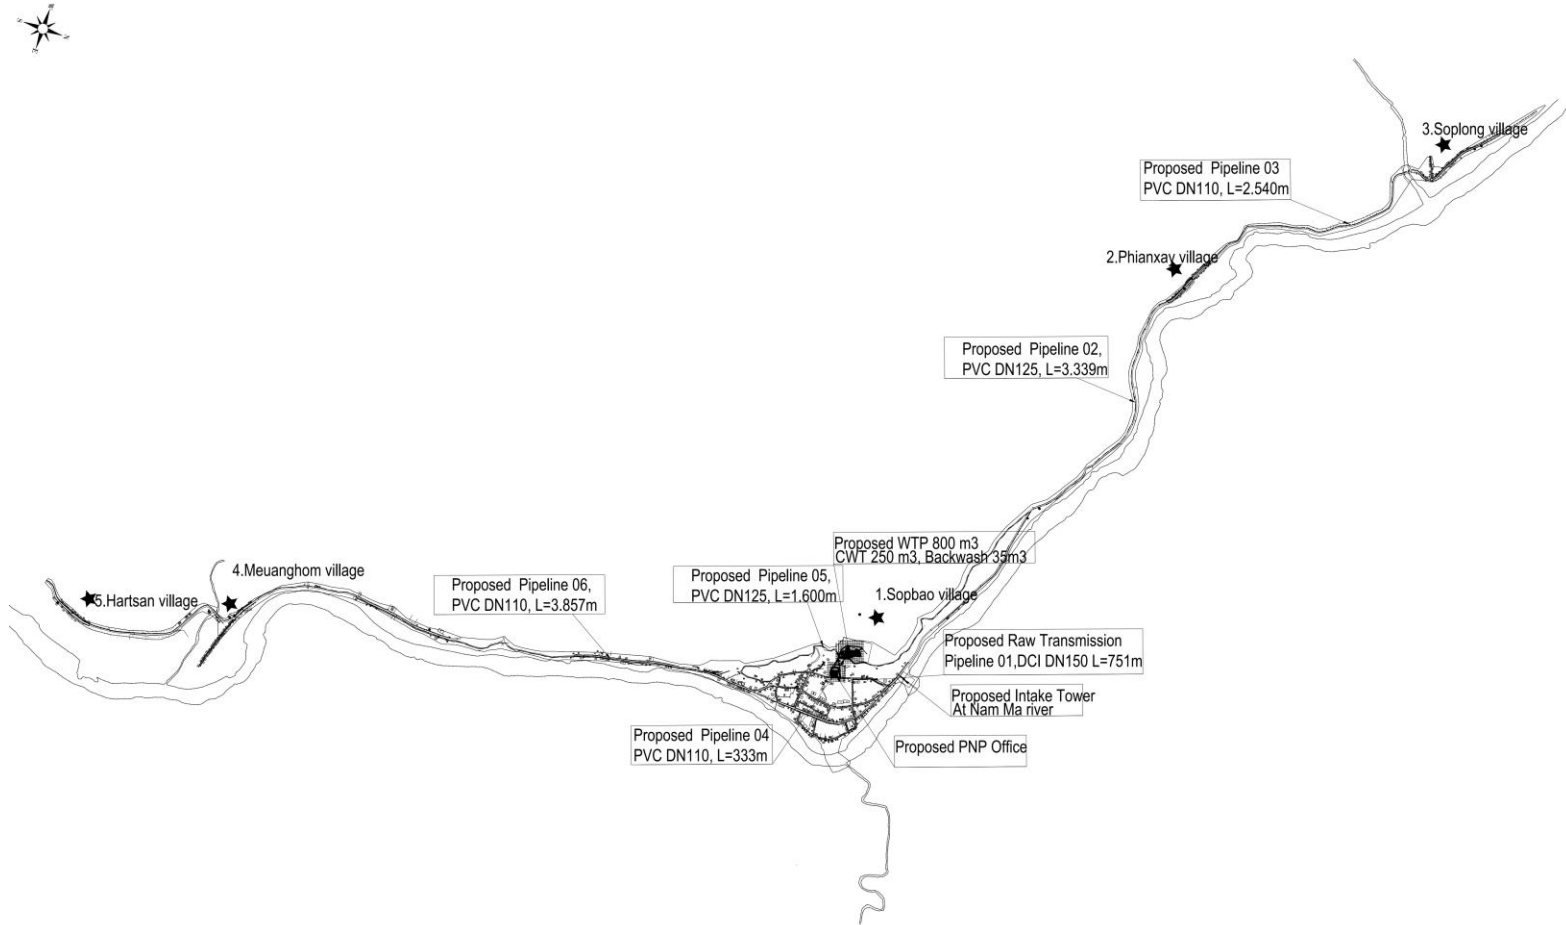 3.Soplong village
Proposed Pipeline 03
PVC DN110, L=2.540m
2.Phianxay village
Proposed Pipeline 02,
PVC DN125, L=3.339m
Proposed WTP 800 m3
CWT 250 m3, Backwash 35m3
4.Meuanghom village
5.Hartsan village
Proposed Pipeline 06,
PVC DN110, L=3.857m
Proposed Pipeline 05,
PVC DN125, L=1.600m
1.Sopbao village
Proposed Raw Transmission
Pipeline 01,DCI DN150 L=751m
Proposed Intake Tower
At Nam Ma river
Proposed Pipeline 04
PVC DN110, L=333m
Proposed PNP Office